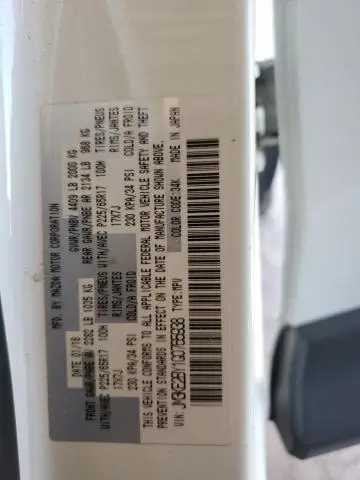 MFD. BY MAZDA MOTOR CORPORATION
DATE 01/16 GVWR/PNBV 4409 LB 2000 KG
FRONT GAWR/PNBE AR 2282 LB 1035 KG REAR GAWR/PNBE AR 2134 LB 968 KG
WITH/AVEC P225/65R17 100H TIRES/PNEUS WITH/AVEC P225/65R17 100H TIRES/PNEUS
17X7J RIMS/JANTES 17X7J RIMS/JANTES
230 KPA/34 PSI COLD/A FROID 230 KPA/34 PSI COLD/A FROID
THIS VEHICLE CONFORMS TO ALL APPLICABLE FEDERAL MOTOR VEHICLE SAFETY AND THEFT
PREVENTION STANDARDS IN EFFECT ON THE DATE OF MANUFACTURE SHOWN ABOVE.
VIN: TYPE:MPV COLOR CODE:34K MADE IN JAPAN